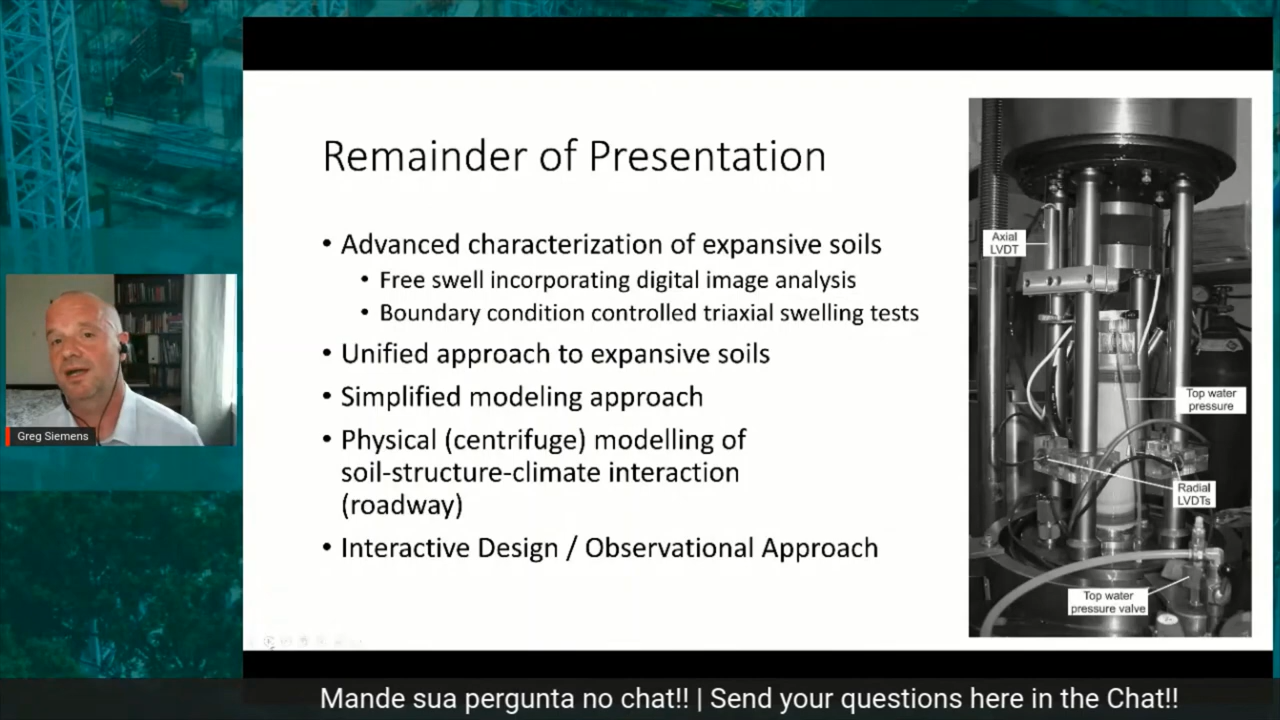 Remainder of Presentation
• Advanced characterization of expansive soils
• Free swell incorporating digital image analysis
• Boundary condition controlled triaxial swelling tests
• Unified approach to expansive soils
• Simplified modeling approach
• Physical (centrifuge) modelling of
soil-structure-climate interaction
(roadway)
• Interactive Design / Observational Approach
Axial
LVDT
Top water
pressure
Radial
LVDTs
Top water
pressure valve
Greg Siemens
Mande sua pergunta no chat!! | Send your questions here in the Chat!!